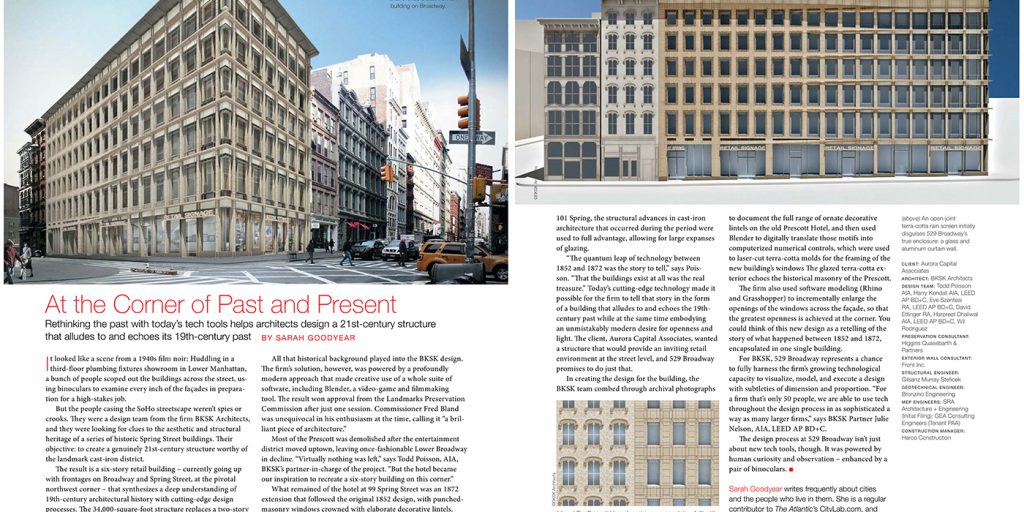 building on Broadway.
ONE WAY
RETAIL SIGNAGE
At the Corner of Past and Present
Rethinking the past with today's tech tools helps architects design a 21st-century structure
that alludes to and echoes its 19th-century past BY SARAH GOODYEAR
It looked like a scene from a 1940s film noir: Huddling in a
third-floor plumbing fixtures showroom in Lower Manhattan,
a bunch of people scoped out the buildings across the street, us-
ing binoculars to examine every inch of the façades in prepara-
tion for a high-stakes job.
But the people casing the SoHo streetscape weren't spies or
crooks. They were a design team from the firm BKSK Architects,
and they were looking for clues to the aesthetic and structural
heritage of a series of historic Spring Street buildings. Their
objective: to create a genuinely 21st-century structure worthy of
the landmark cast-iron district.
The result is a six-story retail building – currently going up
with frontages on Broadway and Spring Street, at the pivotal
northwest corner – that synthesizes a deep understanding of
19th-century architectural history with cutting-edge design
processes. The 34,000-square-foot structure replaces a two-story
All that historical background played into the BKSK design.
The firm's solution, however, was powered by a profoundly
modern approach that made creative use of a whole suite of
software, including Blender, a video-game and filmmaking
tool. The result won approval from the Landmarks Preservation
Commission after just one session. Commissioner Fred Bland
was unequivocal in his enthusiasm at the time, calling it "a bril-
liant piece of architecture."
Most of the Prescott was demolished after the entertainment
district moved uptown, leaving once-fashionable Lower Broadway
in decline. "Virtually nothing was left," says Todd Poisson, AIA,
BKSK's partner-in-charge of the project. "But the hotel became
our inspiration to recreate a six-story building on this corner."
What remained of the hotel at 99 Spring Street was an 1872
extension that followed the original 1852 design, with punched-
masonry windows crowned with elaborate decorative lintels.
RETAIL SIGNAGE
RETAIL SIGNAGE
RETAIL SIGNAGE
101 Spring, the structural advances in cast-iron
architecture that occurred during the period were
used to full advantage, allowing for large expanses
of glazing.
"The quantum leap of technology between
1852 and 1872 was the story to tell," says Pois-
son. "That the buildings exist at all was the real
treasure." Today's cutting-edge technology made it
possible for the firm to tell that story in the form
of a building that alludes to and echoes the 19th-
century past while at the same time embodying
an unmistakably modern desire for openness and
light. The client, Aurora Capital Associates, wanted
a structure that would provide an inviting retail
environment at the street level, and 529 Broadway
promises to do just that.
In creating the design for the building, the
BKSK team combed through archival photographs
to document the full range of ornate decorative
lintels on the old Prescott Hotel, and then used
Blender to digitally translate those motifs into
computerized numerical controls, which were used
to laser-cut terra-cotta molds for the framing of the
new building's windows The glazed terra-cotta ex-
terior echoes the historical masonry of the Prescott.
The firm also used software modeling (Rhino
and Grasshopper) to incrementally enlarge the
openings of the windows across the façade, so that
the greatest openness is achieved at the corner. You
could think of this new design as a retelling of the
story of what happened between 1852 and 1872,
encapsulated in one single building.
For BKSK, 529 Broadway represents a chance
to fully harness the firm's growing technological
capacity to visualize, model, and execute a design
with subtleties of dimension and proportion. "For
a firm that's only 50 people, we are able to use tech
throughout the design process in as sophisticated a
way as many larger firms," says BKSK Partner Julie
Nelson, AIA, LEED AP BD+C.
The design process at 529 Broadway isn't just
about new tech tools, though. It was powered by
human curiosity and observation – enhanced by a
pair of binoculars.
Sarah Goodyear writes frequently about cities
and the people who live in them. She is a regular
contributor to The Atlantic's CityLab.com, and
(above) An open-joint
terra-cotta rain screen initially
disguises 529 Broadway's
true enclosure: a glass and
aluminum curtain wall.
CLIENT: Aurora Capital
Associates
ARCHITECT: BKSK Architects
DESIGN TEAM: Todd Poisson
AIA, Harry Kendall AIA, LEED
AP BD+C, Eve Szentesi
RA, LEED AP BD+C, David
Ettinger RA, Harpreet Dhaliwal
AIA, LEED AP BD+C, Wil
Rodriguez
PRESERVATION CONSULTANT:
Higgins Quasebarth &
Partners
EXTERIOR WALL CONSULTANT:
Front Inc.
STRUCTURAL ENGINEER:
Gilsanz Murray Steficek
GEOTECHNICAL ENGINEER:
Bronzino Engineering
MEP ENGINEERS: SRA
Architecture + Engineering
(Initial Filing); GEA Consulting
Engineers (Tenant PAA)
CONSTRUCTION MANAGER:
Harco Construction